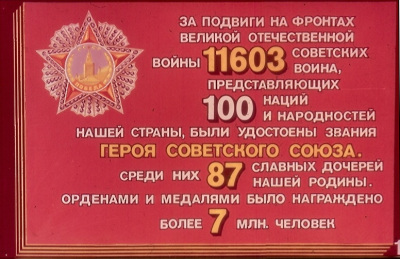 ЗА ПОДВИГИ НА ФРОНТАХ
ВЕЛИКОЙ ОТЕЧЕСТВЕННОЙ
ВОЙНЫ 11603 СОВЕТСКИХ
ВОИНА,
ПРЕДСТАВЛЯЮЩИХ
100 НАЦИЙ
И НАРОДНОСТЕЙ
НАШЕЙ СТРАНЫ, БЫЛИ УДОСТОЕНЫ ЗВАНИЯ
ГЕРОЯ СОВЕТСКОГО СОЮЗА.
СРЕДИ НИХ 87 СЛАВНЫХ ДОЧЕРЕЙ
НАШЕЙ РОДИНЫ.
ОРДЕНАМИ И МЕДАЛЯМИ БЫЛО НАГРАЖДЕНО
БОЛЕЕ 7 МЛН. ЧЕЛОВЕК